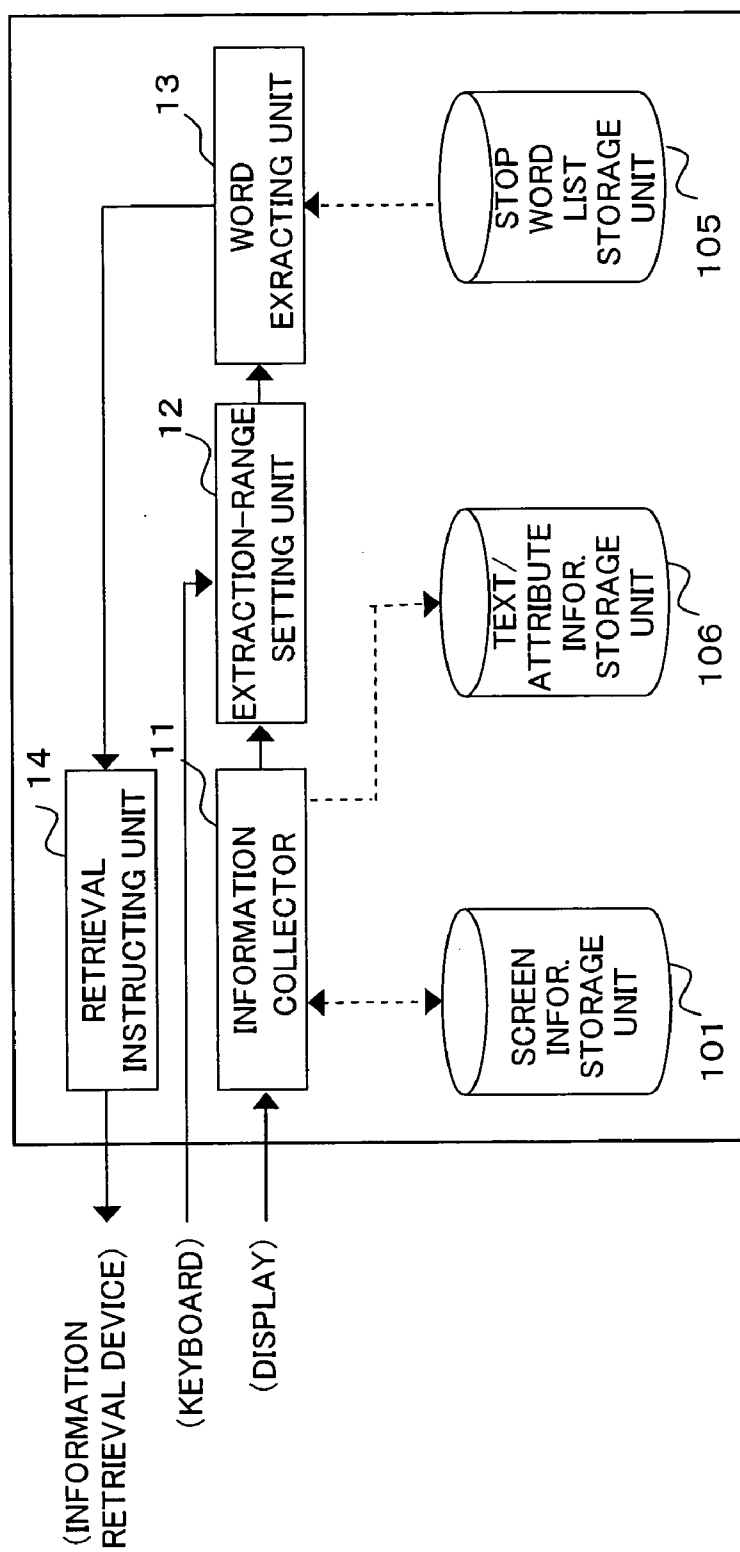 (INFORMATION
RETRIEVAL DEVICE)
(KEYBOARD)
(DISPLAY)
14
RETRIEVAL
INSTRUCTING UNIT
11
INFORMATION
COLLECTOR
12
EXTRACTION-RANGE
SETTING UNIT
13
WORD
EXRACTING UNIT
SCREEN
INFOR.
STORAGE
UNIT
101
TEXT/
ATTRIBUTE
INFOR.
STORAGE
UNIT
106
STOP
WORD
LIST
STORAGE
UNIT
105